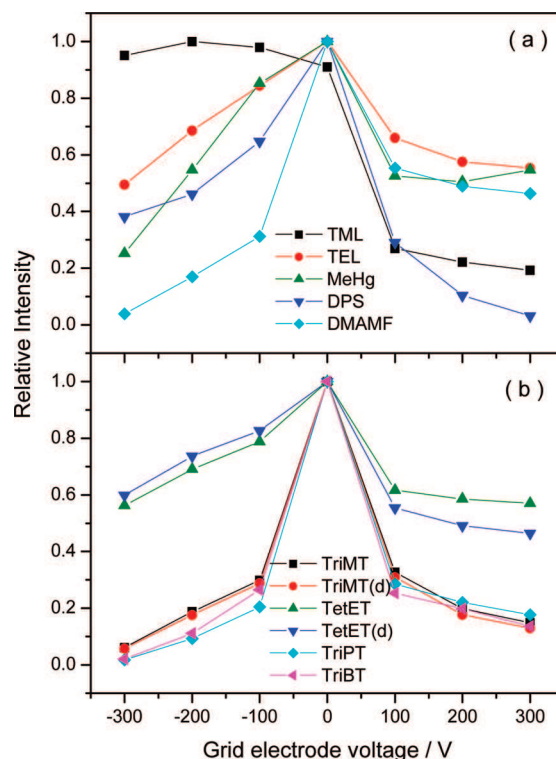 ( a )
1.0
0.8
0.6
0.4
0.2
0.0
TML
TEL
MeHg
DPS
DMAMF
Relative Intensity
( b )
1.0
0.8
0.6
0.4
0.2
0.0
TriMT
TriMT(d)
TetET
TetET(d)
TriPT
TriBT
-300 -200 -100 0 100 200 300
Grid electrode voltage / V